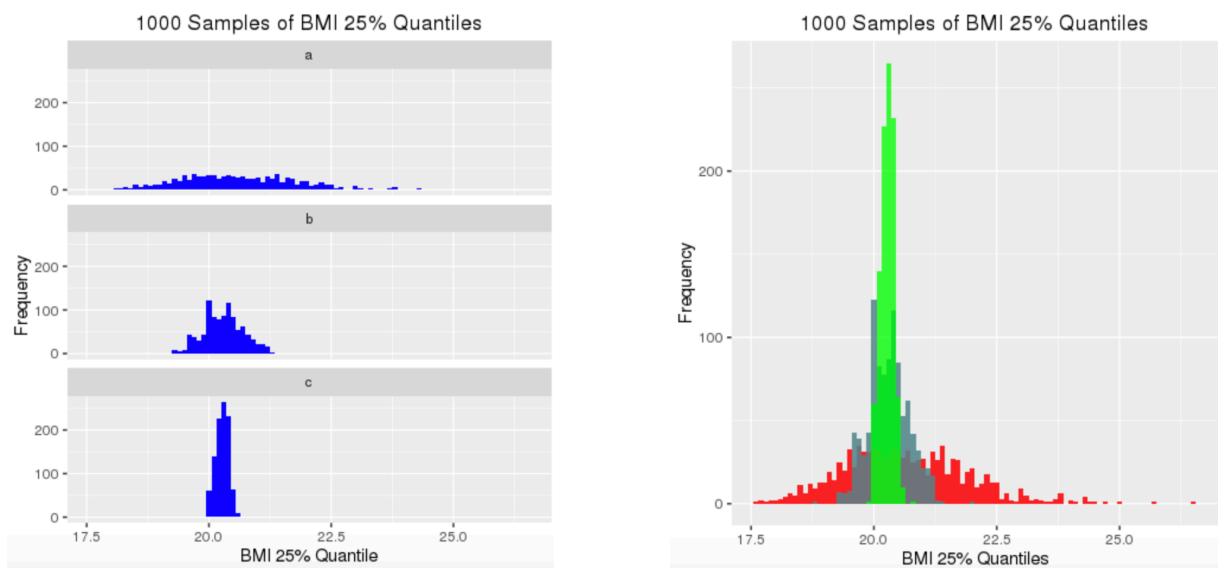 1000 Samples of BMI 25% Quantiles
a
200
100
0
b
200
100
0
c
200
100
0
Frequency
17.5 20.0 22.5 25.0
BMI 25% Quantile
1000 Samples of BMI 25% Quantiles
200
100
0
Frequency
17.5 20.0 22.5 25.0
BMI 25% Quantiles